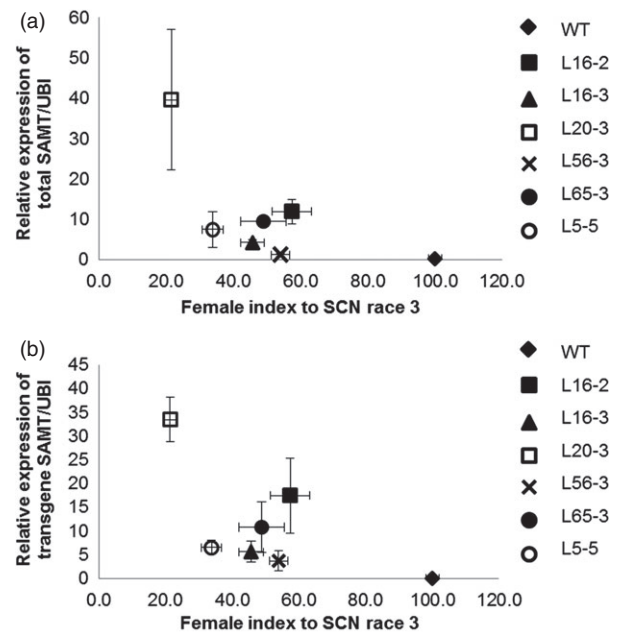 (a)
Relative expression of
total SAMT/UBI
60
50
40
30
20
10
0
0.0 20.0 40.0 60.0 80.0 100.0 120.0
Female index to SCN race 3
WT
L16-2
L16-3
L20-3
L56-3
L65-3
L5-5
(b)
Relative expression of
transgene SAMT/UBI
45
40
35
30
25
20
15
10
5
0
0.0 20.0 40.0 60.0 80.0 100.0 120.0
Female index to SCN race 3
WT
L16-2
L16-3
L20-3
L56-3
L65-3
L5-5